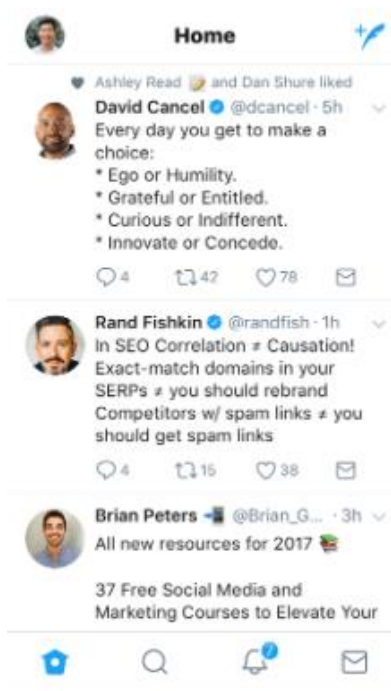 Home
Ashley Read 📝 and Dan Shure liked
David Cancel @dcancel · 5h
Every day you get to make a
choice:
* Ego or Humility.
* Grateful or Entitled.
* Curious or Indifferent.
* Innovate or Concede.
4 42 78
Rand Fishkin @randfish · 1h
In SEO Correlation ≠ Causation!
Exact-match domains in your
SERPs ≠ you should rebrand
Competitors w/ spam links ≠ you
should get spam links
4 15 38
Brian Peters 📲 @Brian_G... · 3h
All new resources for 2017 📚
37 Free Social Media and
Marketing Courses to Elevate Your